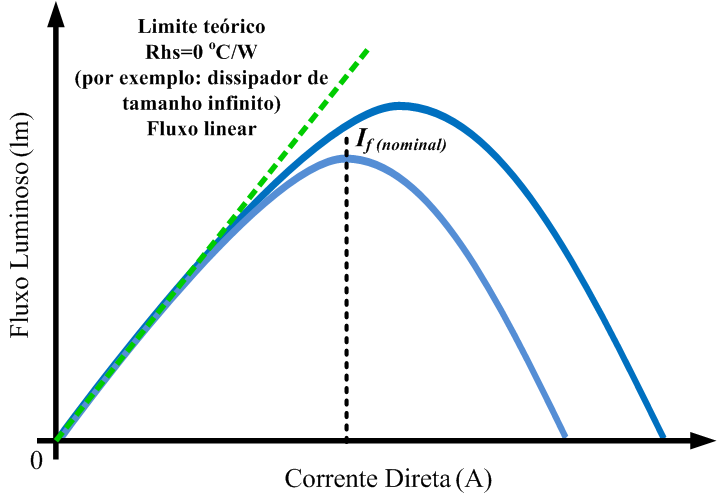 Limite teórico
Rhs=0 ºC/W
(por exemplo: dissipador de
tamanho infinito)
Fluxo linear
If (nominal)
Fluxo Luminoso (lm)
0
Corrente Direta (A)